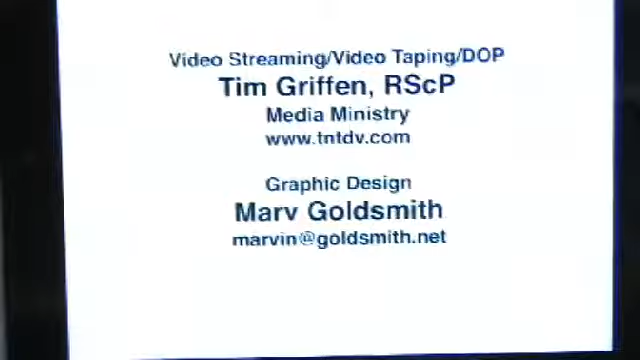 Video Streaming/Video Taping/DOP
Tim Griffen, RScP
Media Ministry
www.tntdv.com
Graphic Design
Marv Goldsmith
marvin@goldsmith.net